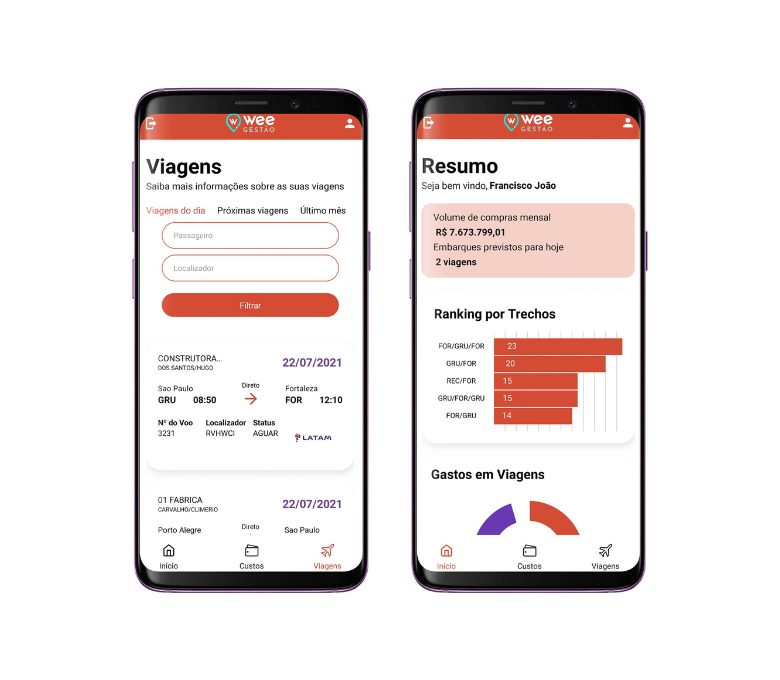 wee
GESTÃO
Viagens
Saiba mais informações sobre as suas viagens
Viagens do dia Próximas viagens Último mês
Passageiro
Localizador
Filtrar
CONSTRUTORA...
DOS SANTOS/HUGO
22/07/2021
Sao Paulo Direto Fortaleza
GRU 08:50 FOR 12:10
Nº do Voo Localizador Status
3231 RVHWCI AGUAR LATAM
01 FABRICA
CARVALHO/CLIMERIO
22/07/2021
Porto Alegre Direto Sao Paulo
Início Custos Viagens
wee
GESTÃO
Resumo
Seja bem vindo, Francisco João
Volume de compras mensal
R$ 7.673.799,01
Embarques previstos para hoje
2 viagens
Ranking por Trechos
FOR/GRU/FOR 23
GRU/FOR 20
REC/FOR 15
GRU/FOR/GRU 15
FOR/GRU 14
Gastos em Viagens
Início Custos Viagens